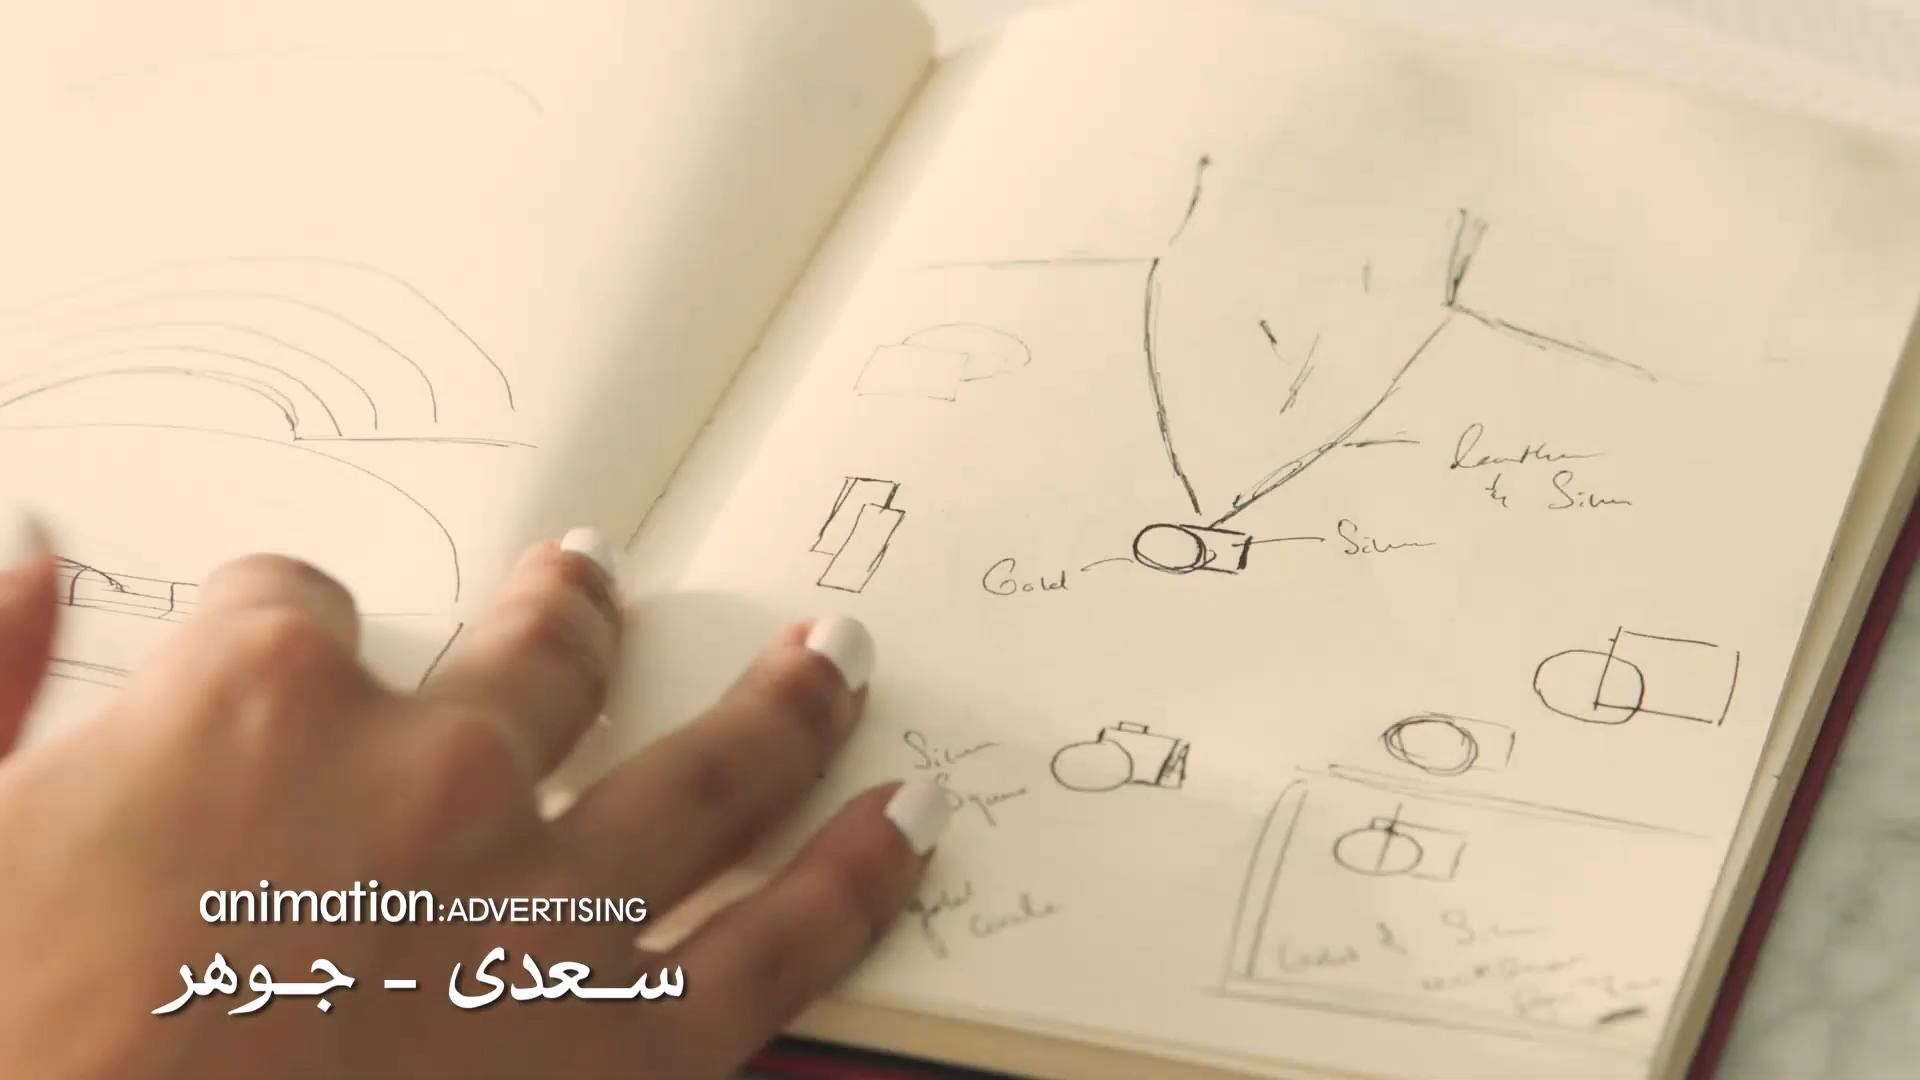 Leather
& Silver
Silver
Gold
Silver
Square
gold
circle
animation:ADVERTISING
سعدی - جوهر